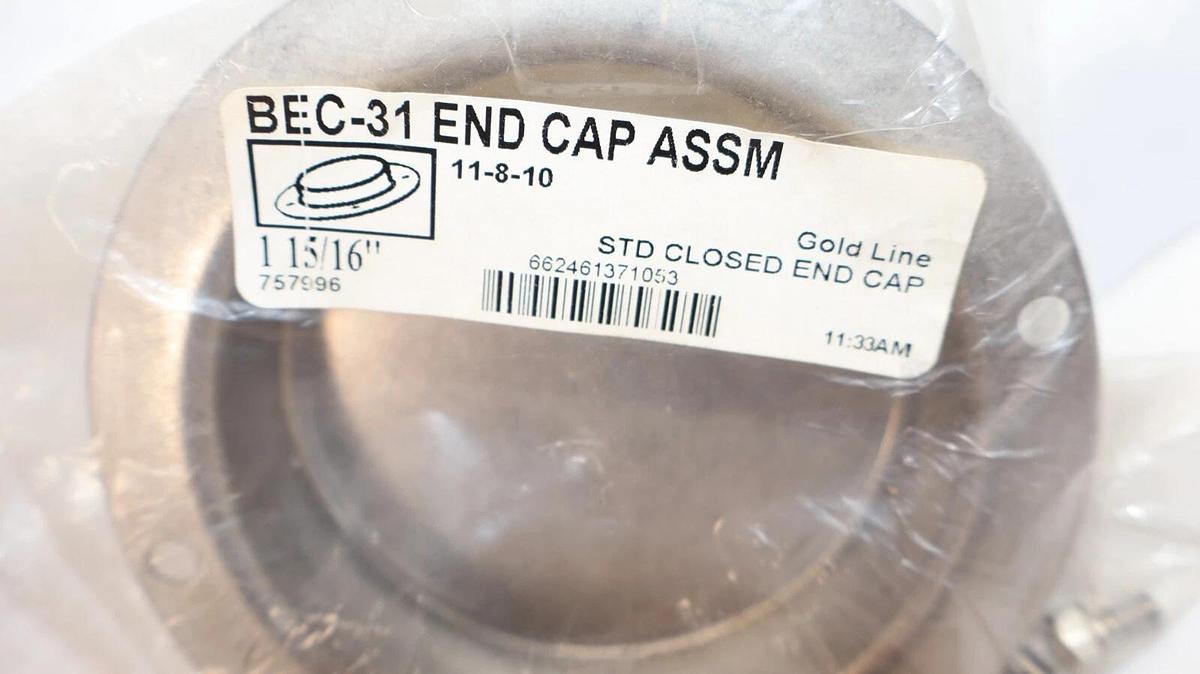 BEC-31 END CAP ASSM
11-8-10
1 15/16"
757996
Gold Line
STD CLOSED END CAP
662461371053
11:33AM